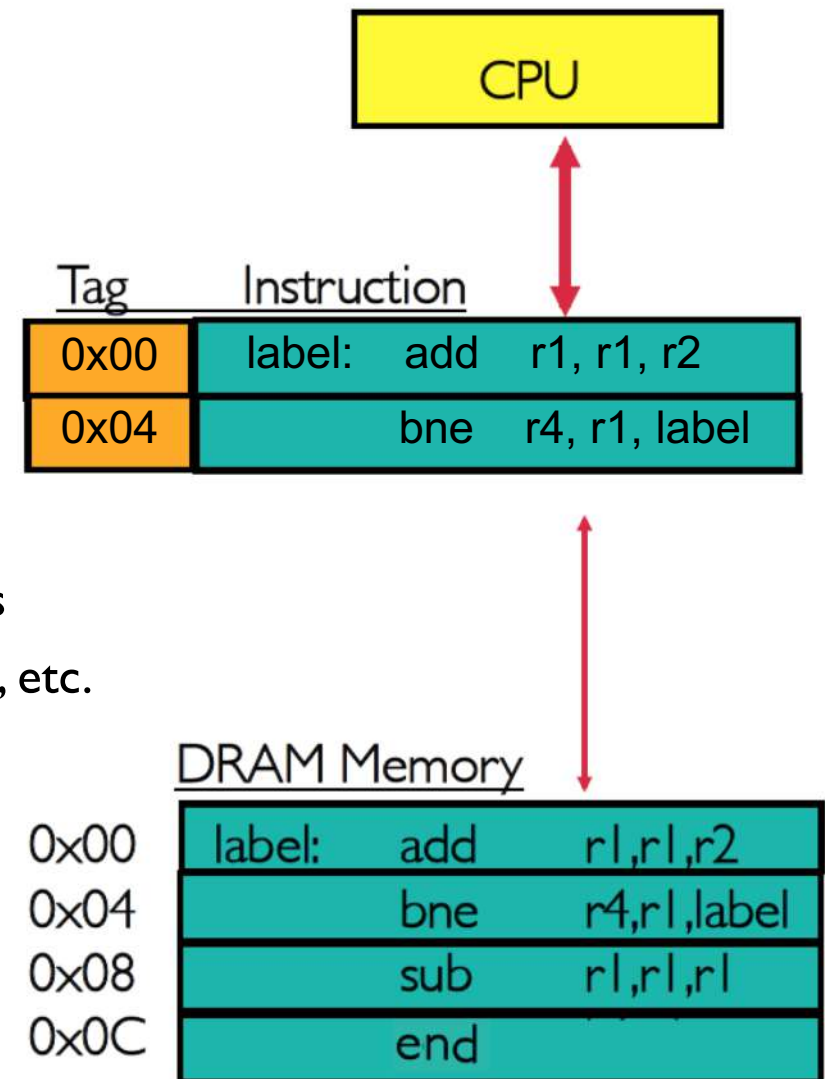 CPU
Tag Instruction
0x00 label: add r1, r1, r2
0x04 bne r4, r1, label
s
, etc.
DRAM Memory
0x00 label: add r1,r1,r2
0x04 bne r4,r1,label
0x08 sub r1,r1,r1
0x0C end